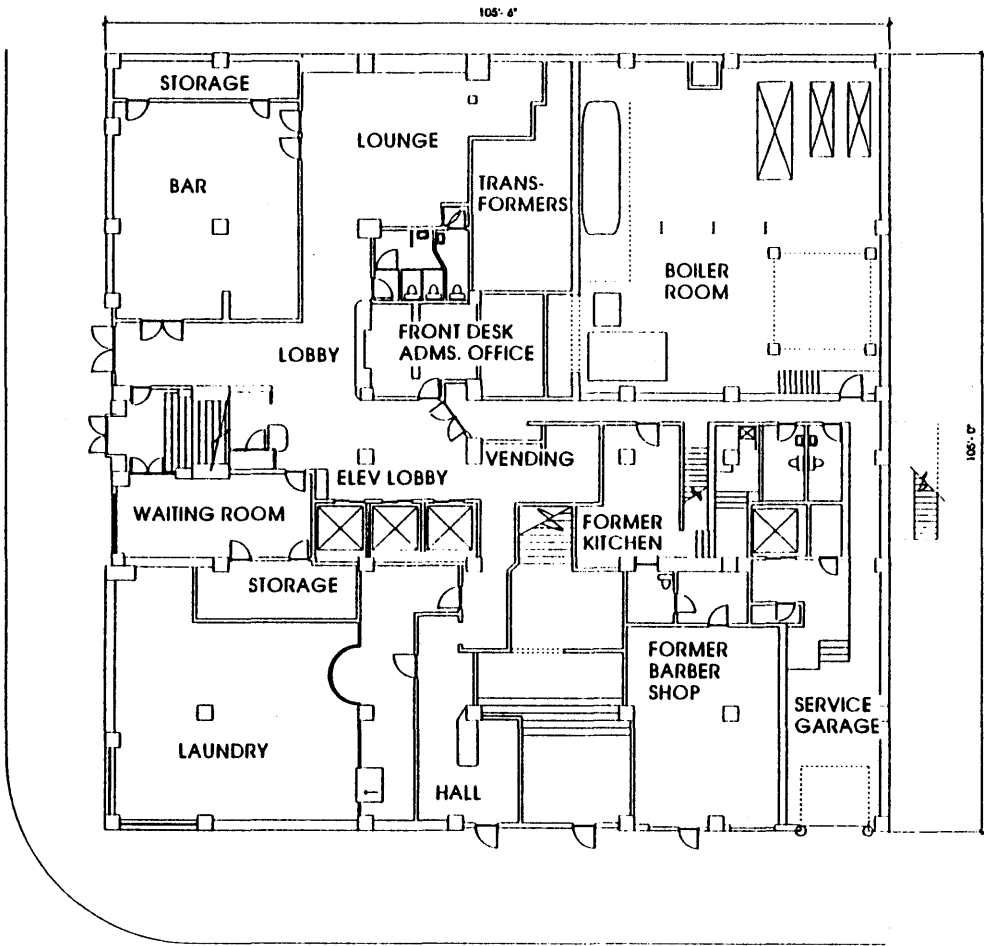 105'- 6"
STORAGE
LOUNGE
BAR
TRANS-
FORMERS
BOILER
ROOM
LOBBY
FRONT DESK
ADMS. OFFICE
105'- 0"
ELEV LOBBY
VENDING
WAITING ROOM
FORMER
KITCHEN
STORAGE
FORMER
BARBER
SHOP
LAUNDRY
SERVICE
GARAGE
HALL